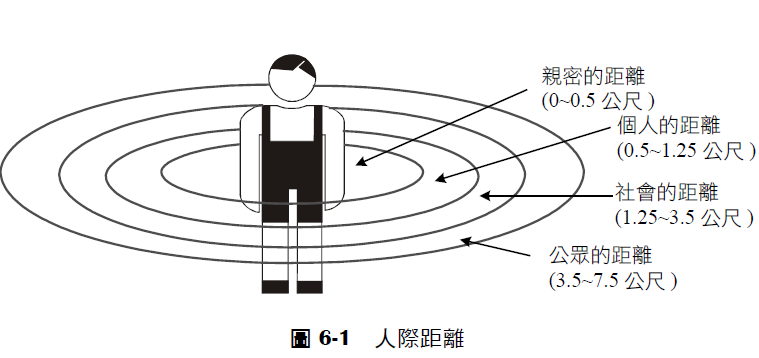 親密的距離
(0~0.5 公尺 )
個人的距離
(0.5~1.25 公尺 )
社會的距離
(1.25~3.5 公尺 )
公眾的距離
(3.5~7.5 公尺 )
圖 6-1 人際距離